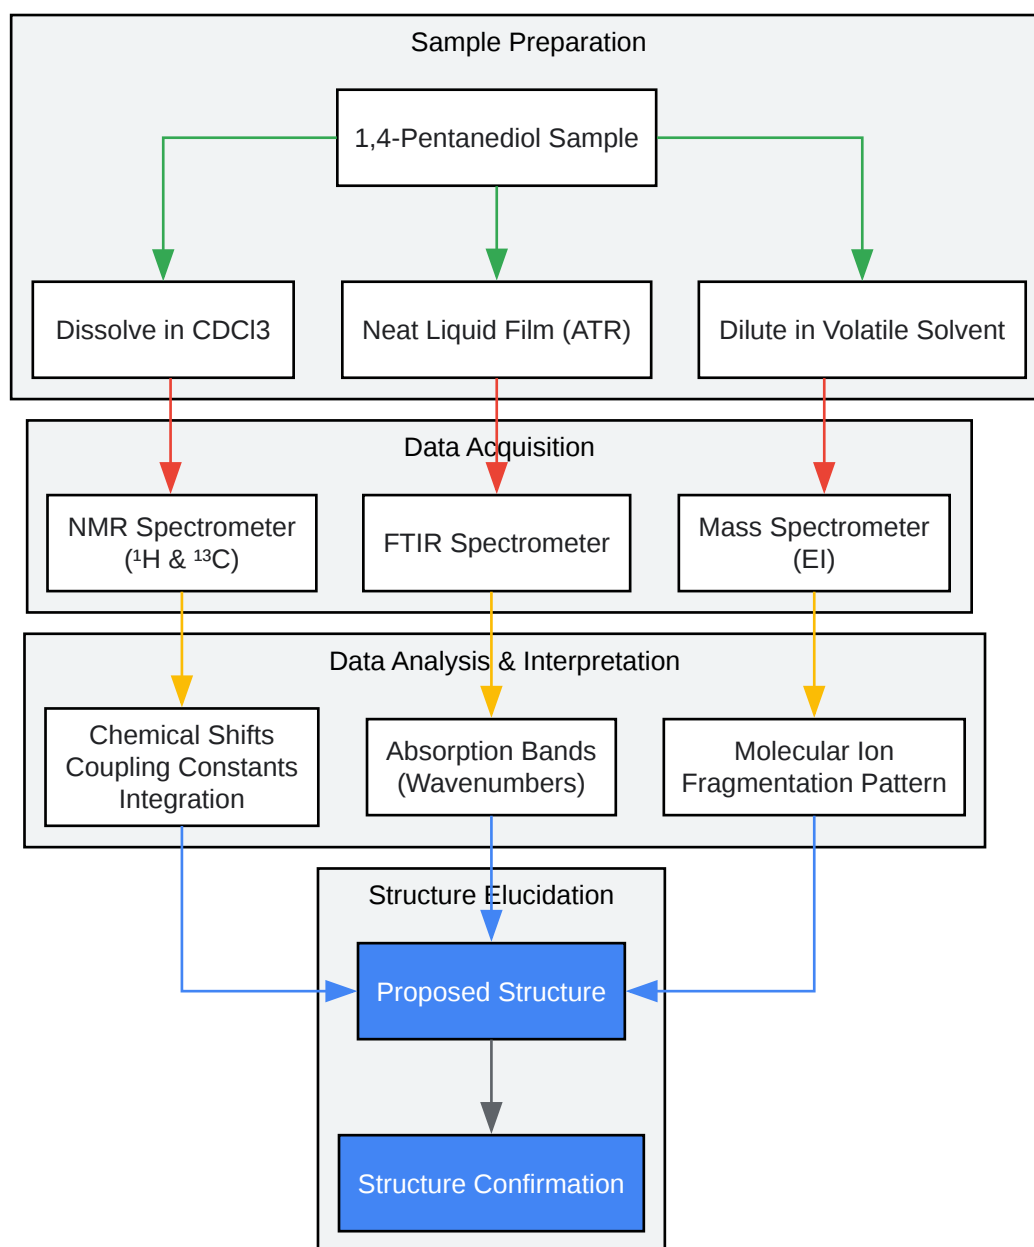 Sample Preparation
1,4-Pentanediol Sample
Dissolve in CDCl3
Neat Liquid Film (ATR)
Dilute in Volatile Solvent
Data Acquisition
NMR Spectrometer
(¹H & ¹³C)
FTIR Spectrometer
Mass Spectrometer
(EI)
Data Analysis & Interpretation
Chemical Shifts
Coupling Constants
Integration
Absorption Bands
(Wavenumbers)
Molecular Ion
Fragmentation Pattern
Structure Elucidation
Proposed Structure
Structure Confirmation